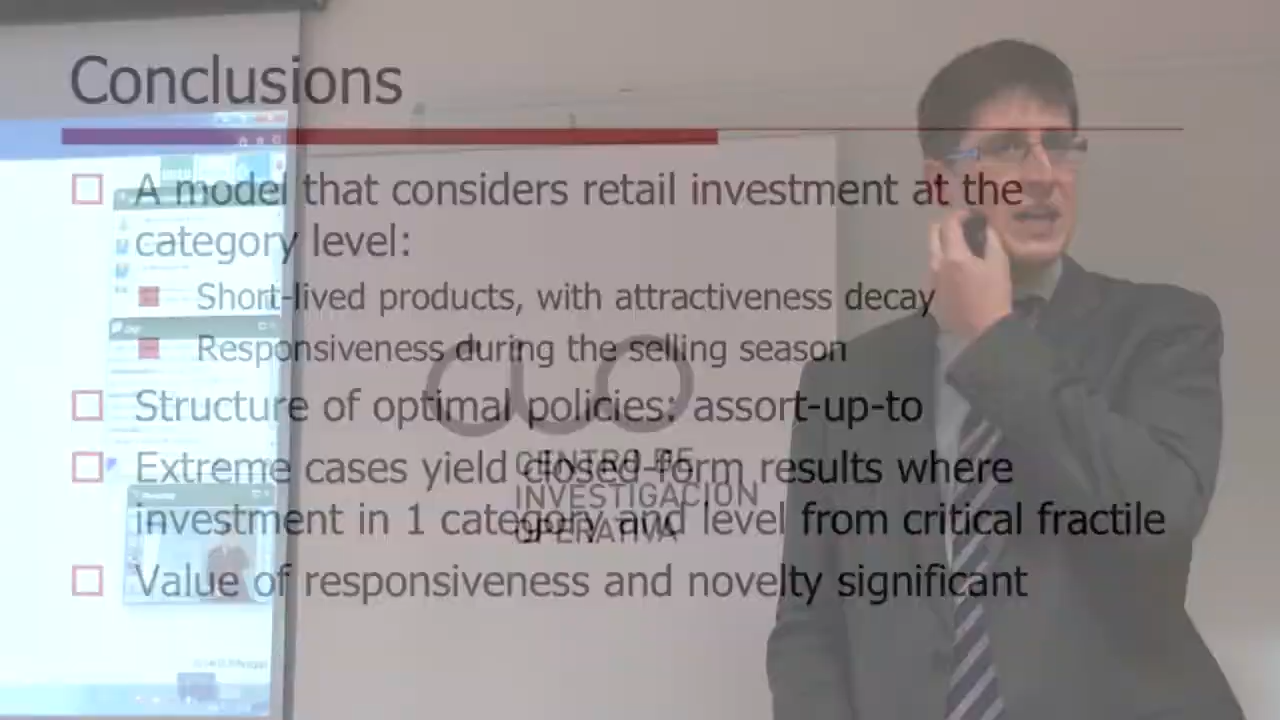 Conclusions
A model that considers retail investment at the
category level:
Short-lived products, with attractiveness decay
Responsiveness during the selling season
Structure of optimal policies: assort-up-to
CIO
Extreme cases yield closed-form results where
investment in 1 category and level from critical fractile
CENTRO DE
INVESTIGACION
OPERATIVA
Value of responsiveness and novelty significant